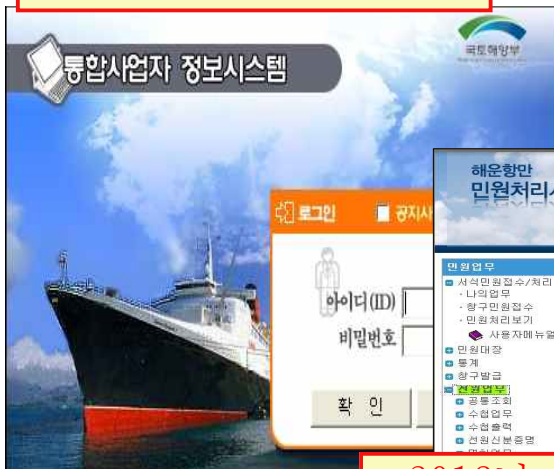 통합사업자 정보시스템
국토해양부
로그인
공지사
아이디(ID)
비밀번호
확 인
해운항만
민원처리시
민원업무
서식민원접수/처리
· 나의업무
· 창구민원접수
· 민원처리보기
사용자메뉴얼
민원대장
통계
창구발급
선원업무
공통조회
수첩업무
수첩출력
선원신분증명